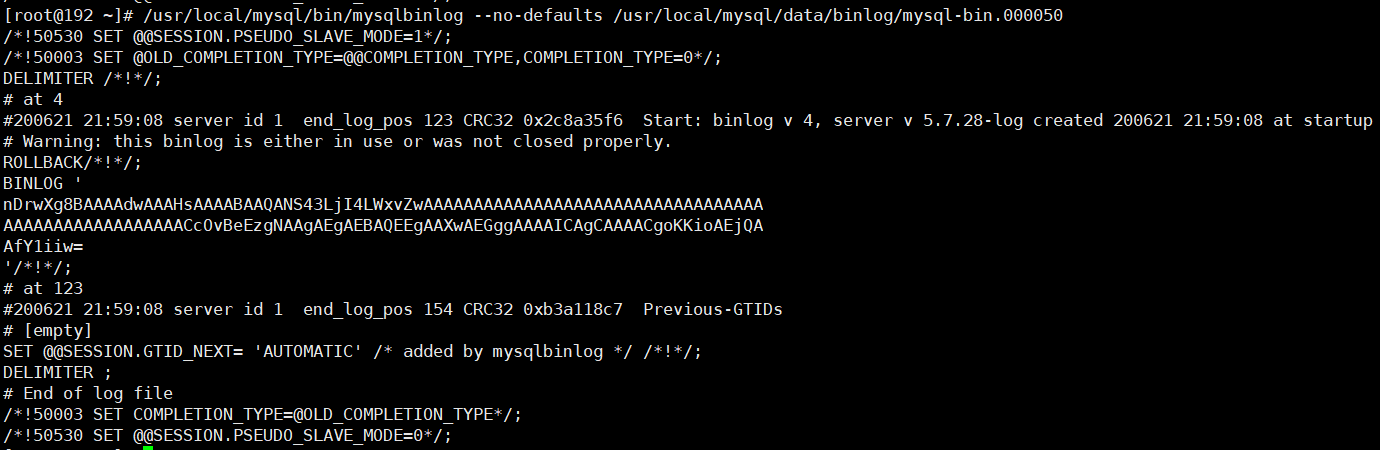 [root@192 ~]# /usr/local/mysql/bin/mysqlbinlog --no-defaults /usr/local/mysql/data/binlog/mysql-bin.000050
/*!50530 SET @@SESSION.PSEUDO_SLAVE_MODE=1*/;
/*!50003 SET @OLD_COMPLETION_TYPE=@@COMPLETION_TYPE,COMPLETION_TYPE=0*/;
DELIMITER /*!*/;
# at 4
#200621 21:59:08 server id 1  end_log_pos 123 CRC32 0x2c8a35f6  Start: binlog v 4, server v 5.7.28-log created 200621 21:59:08 at startup
# Warning: this binlog is either in use or was not closed properly.
ROLLBACK/*!*/;
BINLOG '
nDrwXg8BAAAAdwAAAHsAAAABAAQANS43LjI4LWxvZwAAAAAAAAAAAAAAAAAAAAAAAAAAAAAAAAAA
AAAAAAAAAAAAAAAAAACcOvBeEzgNAAgAEgAEBAQEEgAAXwAEGggAAAAICAgCAAAACgoKKioAEjQA
AfY1iiw=
'/*!*/;
# at 123
#200621 21:59:08 server id 1  end_log_pos 154 CRC32 0xb3a118c7  Previous-GTIDs
# [empty]
SET @@SESSION.GTID_NEXT= 'AUTOMATIC' /* added by mysqlbinlog */ /*!*/;
DELIMITER ;
# End of log file
/*!50003 SET COMPLETION_TYPE=@OLD_COMPLETION_TYPE*/;
/*!50530 SET @@SESSION.PSEUDO_SLAVE_MODE=0*/;